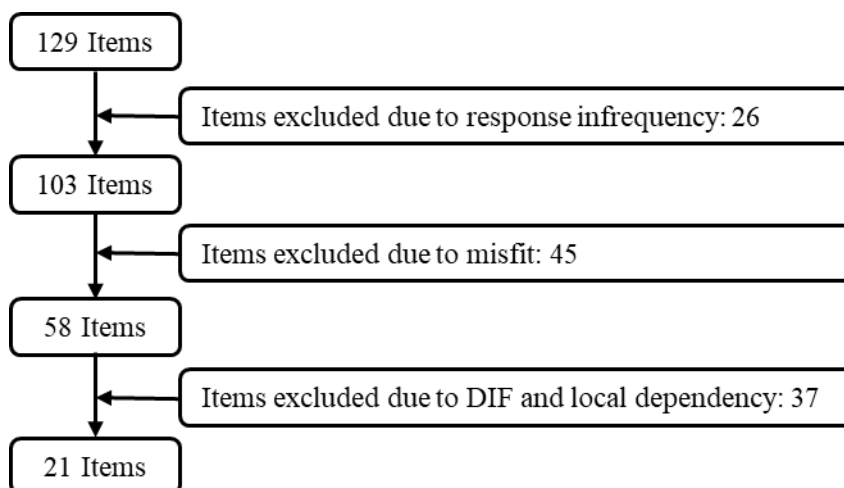 129 Items
Items excluded due to response infrequency: 26
103 Items
Items excluded due to misfit: 45
58 Items
Items excluded due to DIF and local dependency: 37
21 Items